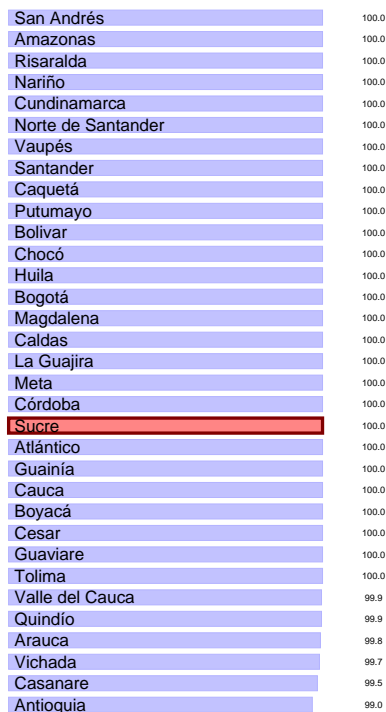 San Andrés 100.0
Amazonas 100.0
Risaralda 100.0
Nariño 100.0
Cundinamarca 100.0
Norte de Santander 100.0
Vaupés 100.0
Santander 100.0
Caquetá 100.0
Putumayo 100.0
Bolivar 100.0
Chocó 100.0
Huila 100.0
Bogotá 100.0
Magdalena 100.0
Caldas 100.0
La Guajira 100.0
Meta 100.0
Córdoba 100.0
Sucre 100.0
Atlántico 100.0
Guainía 100.0
Cauca 100.0
Boyacá 100.0
Cesar 100.0
Guaviare 100.0
Tolima 100.0
Valle del Cauca 99.9
Quindío 99.9
Arauca 99.8
Vichada 99.7
Casanare 99.5
Antioquia 99.0